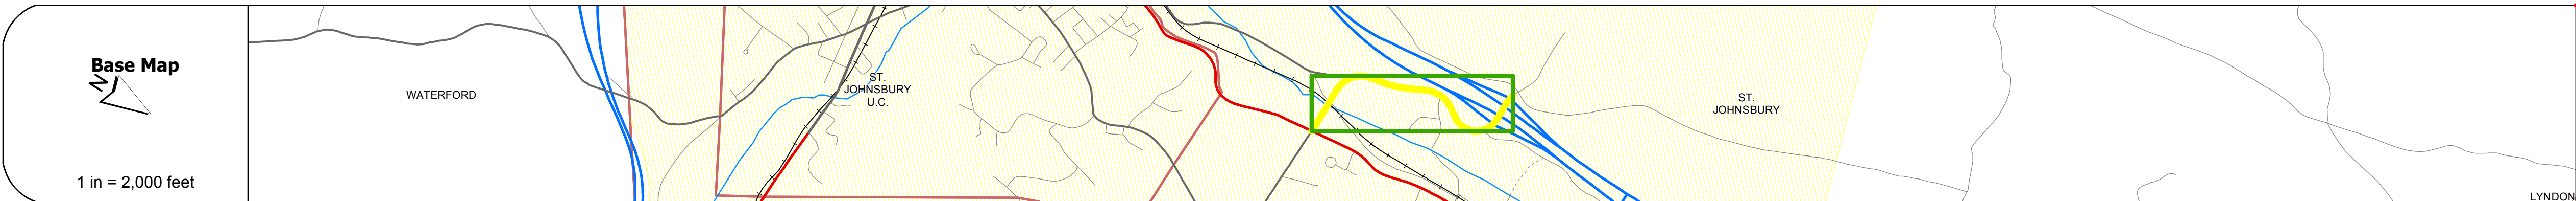 Base Map
N
1 in = 2,000 feet
WATERFORD
ST.
JOHNSBURY
U.C.
ST.
JOHNSBURY
LYNDON